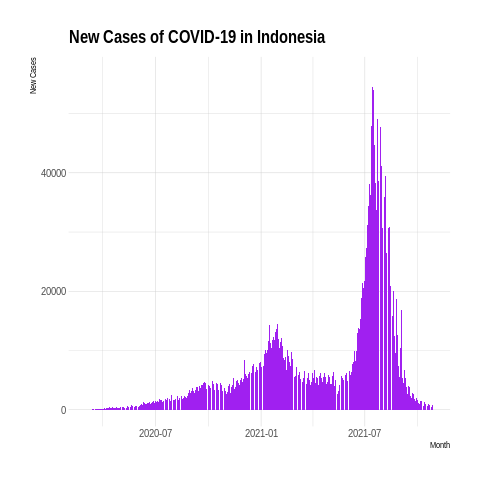 New Cases of COVID-19 in Indonesia
New Cases
40000
20000
0
2020-07
2021-01
2021-07
Month